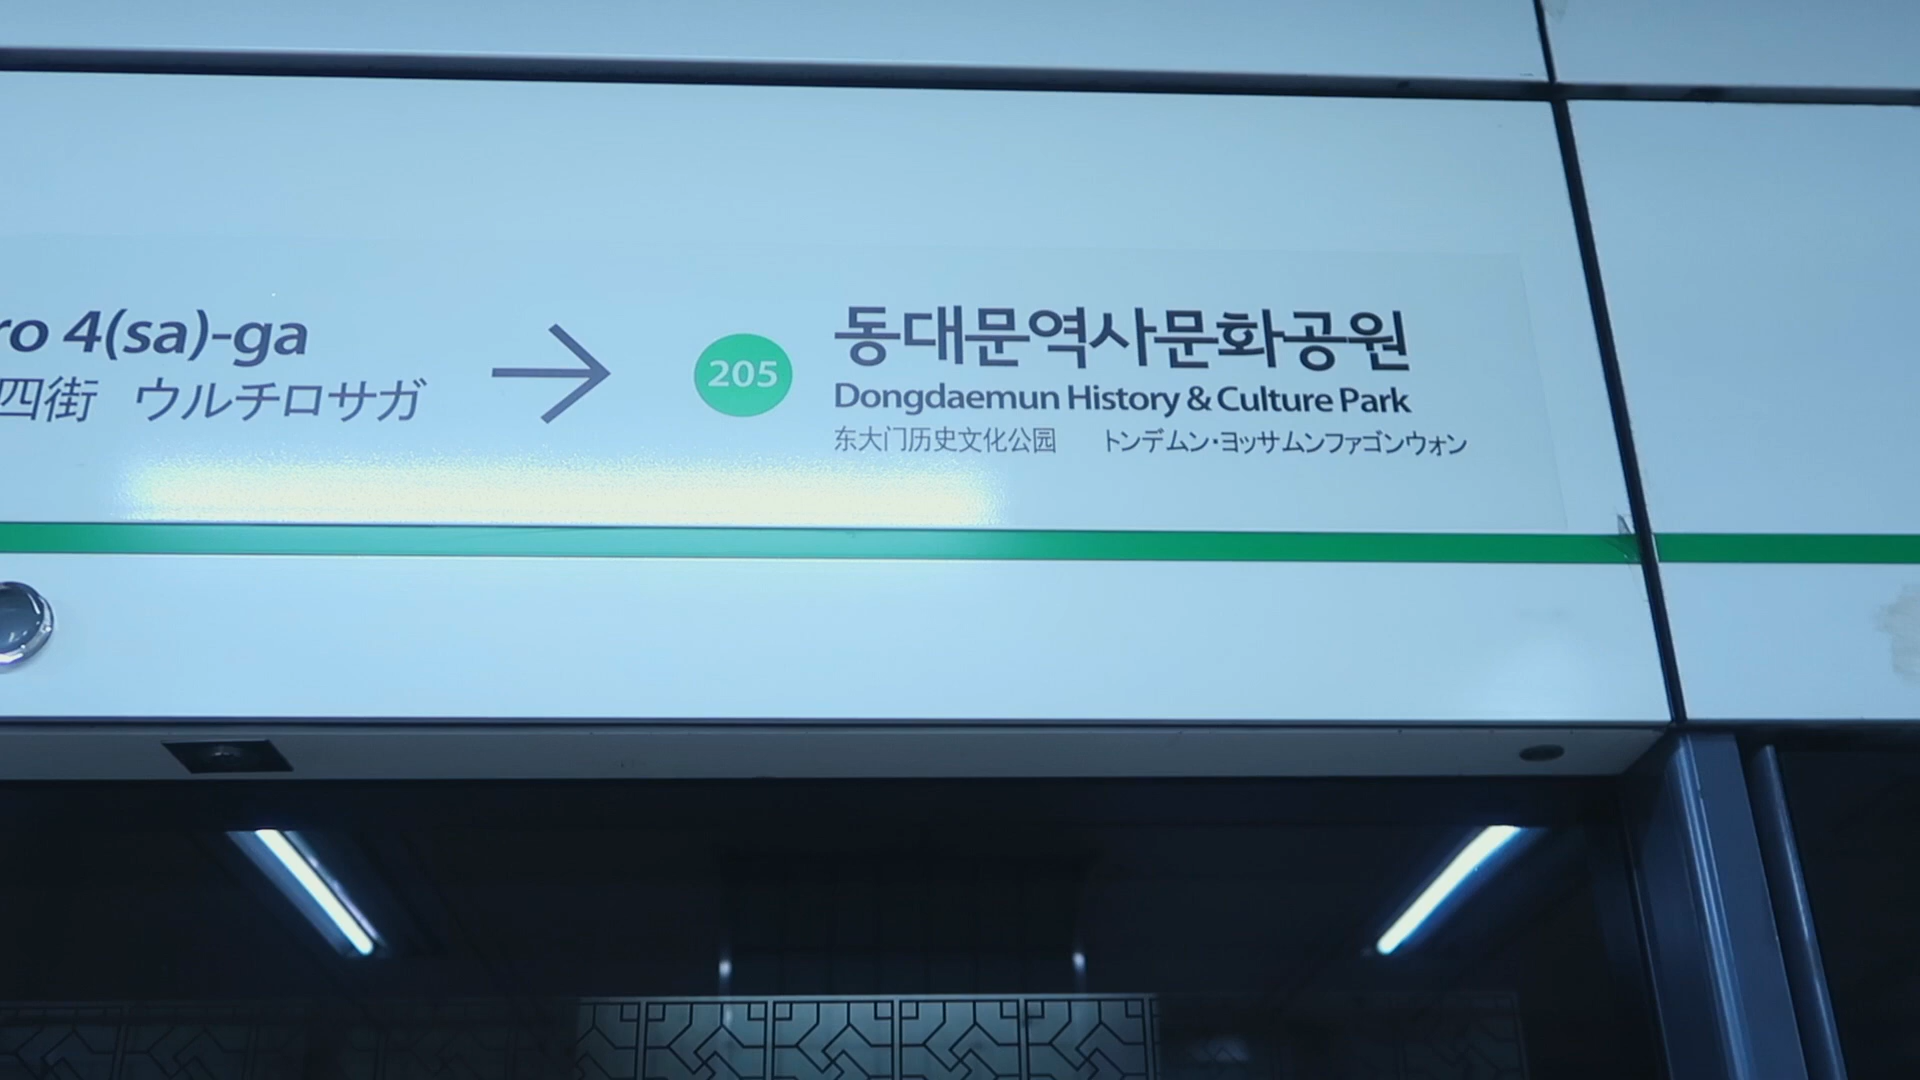 ro 4(sa)-ga
四街 ウルチロサガ
205
동대문역사문화공원
Dongdaemun History & Culture Park
东大门历史文化公园 トンデムン・ヨッサムンファゴンウォン